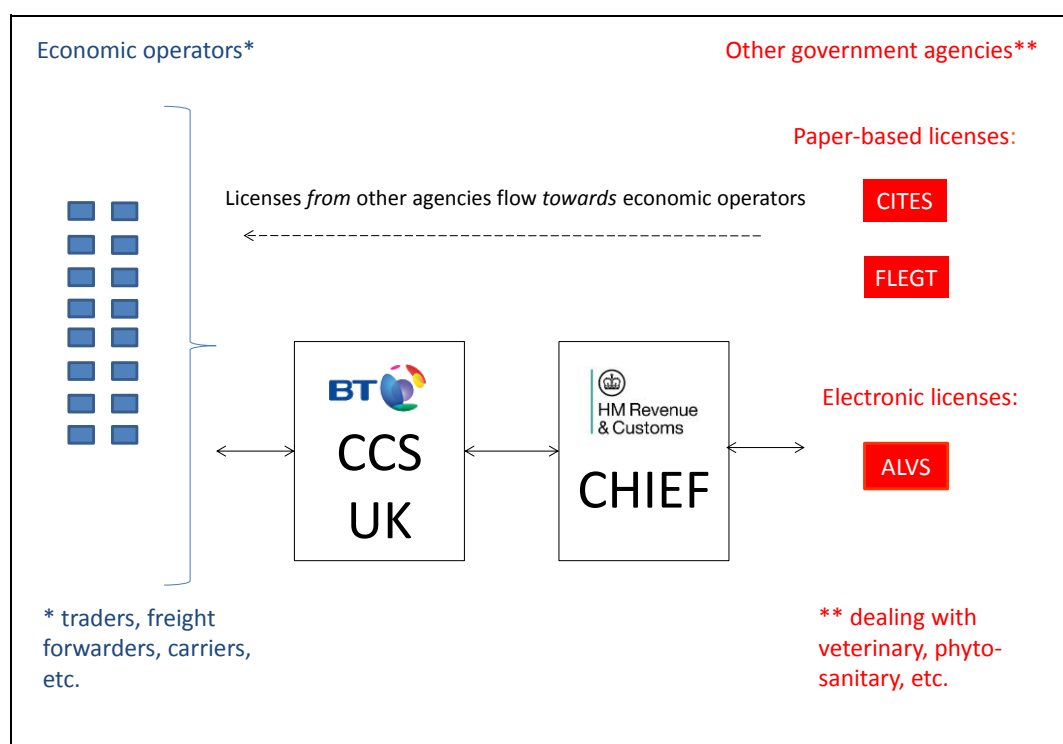 Economic operators*
Other government agencies**
Paper-based licenses:
CITES
Licenses from other agencies flow towards economic operators
FLEGT
BT
CCS
UK
HM Revenue
& Customs
CHIEF
Electronic licenses:
ALVS
* traders, freight
forwarders, carriers,
etc.
** dealing with
veterinary, phyto-
sanitary, etc.